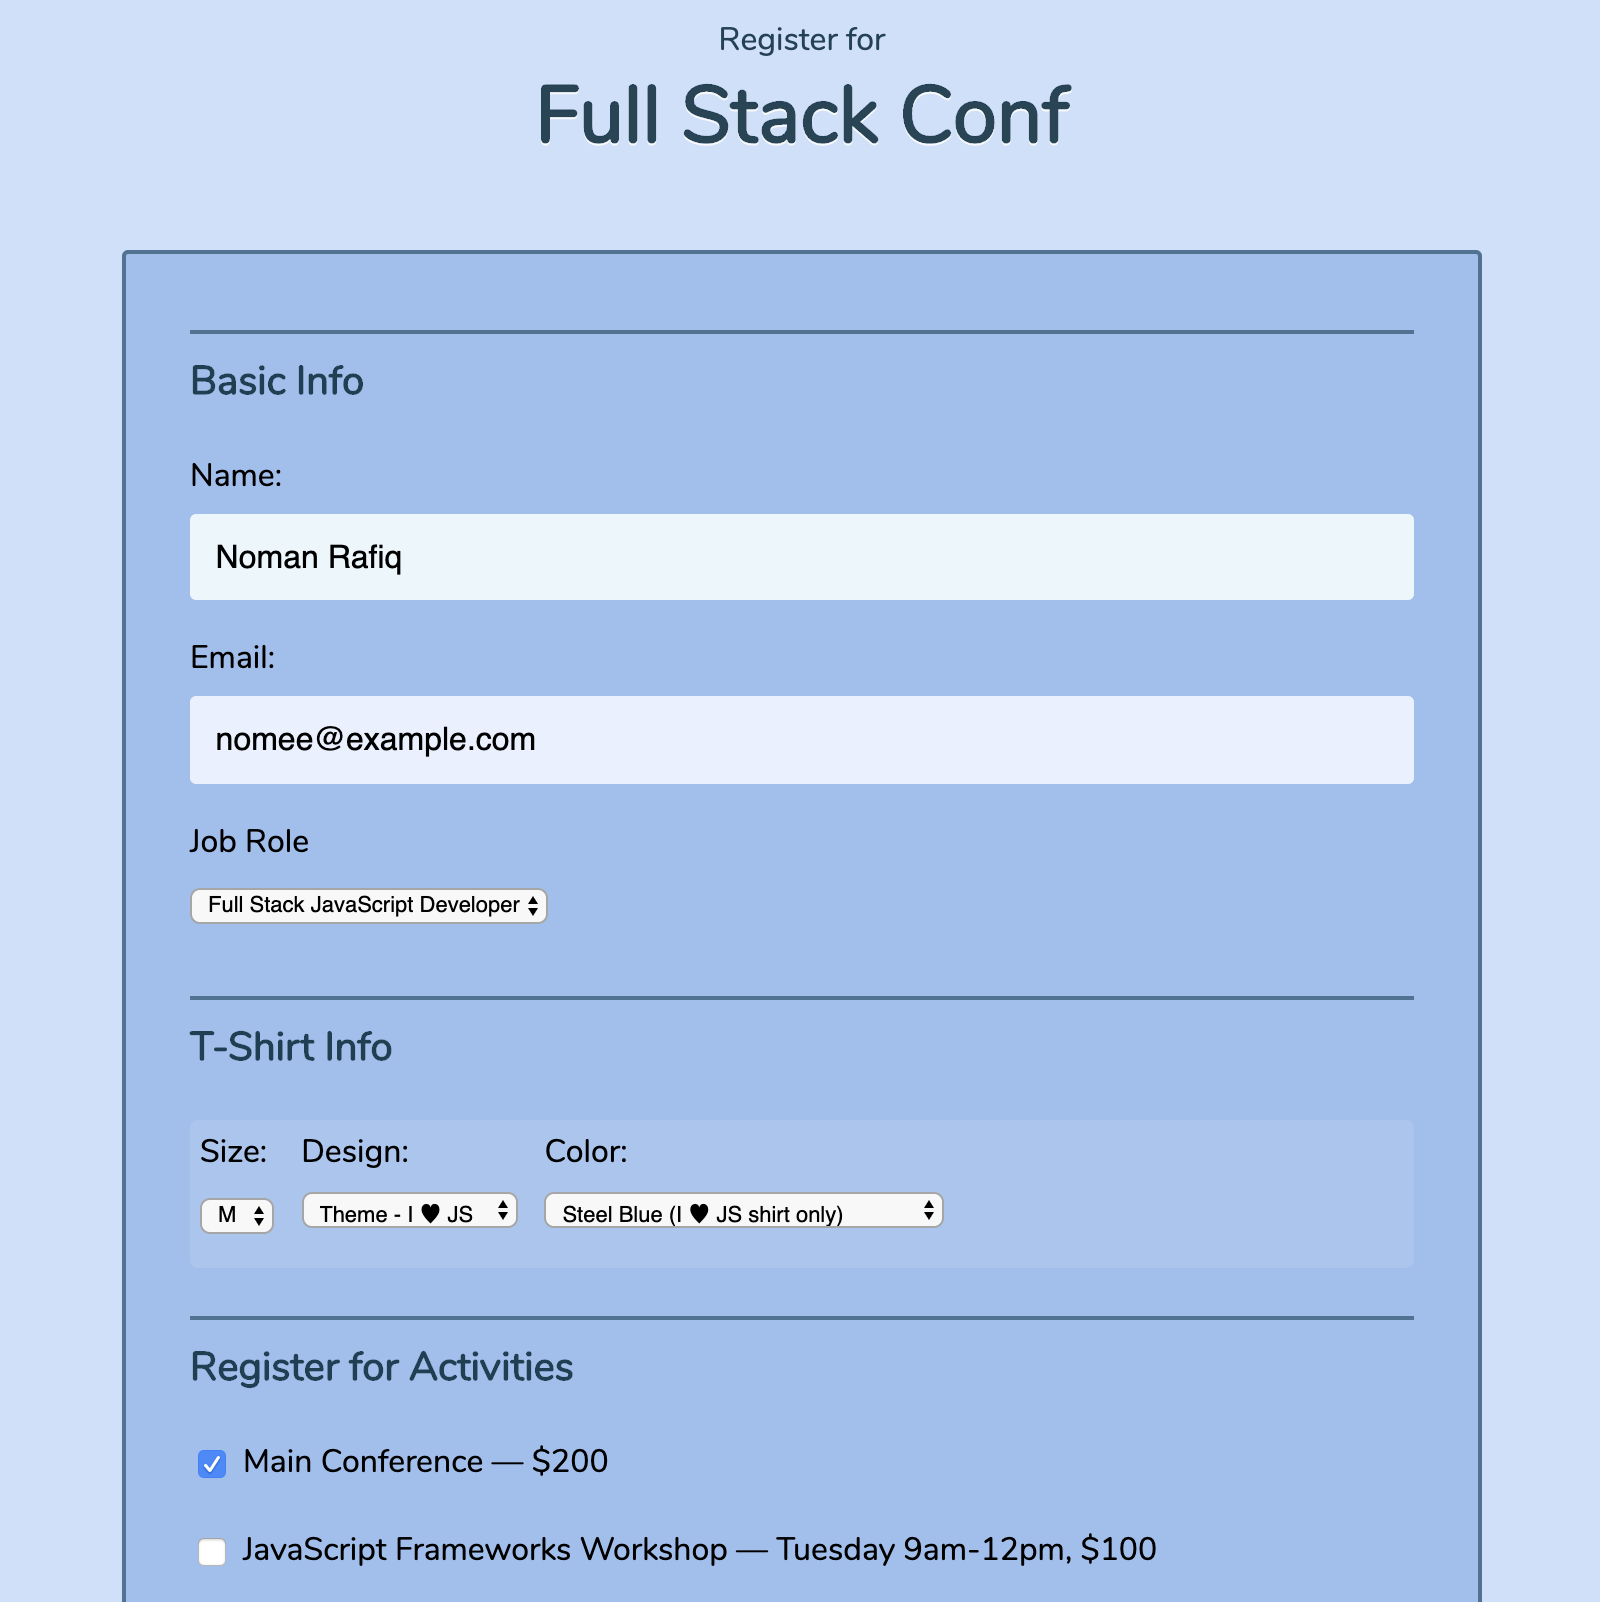 Register for
Full Stack Conf
Basic Info
Name:
Noman Rafiq
Email:
nomee@example.com
Job Role
Full Stack JavaScript Developer
T-Shirt Info
Size: Design: Color:
M Theme - I ♥ JS Steel Blue (I ♥ JS shirt only)
Register for Activities
Main Conference — $200
JavaScript Frameworks Workshop — Tuesday 9am-12pm, $100